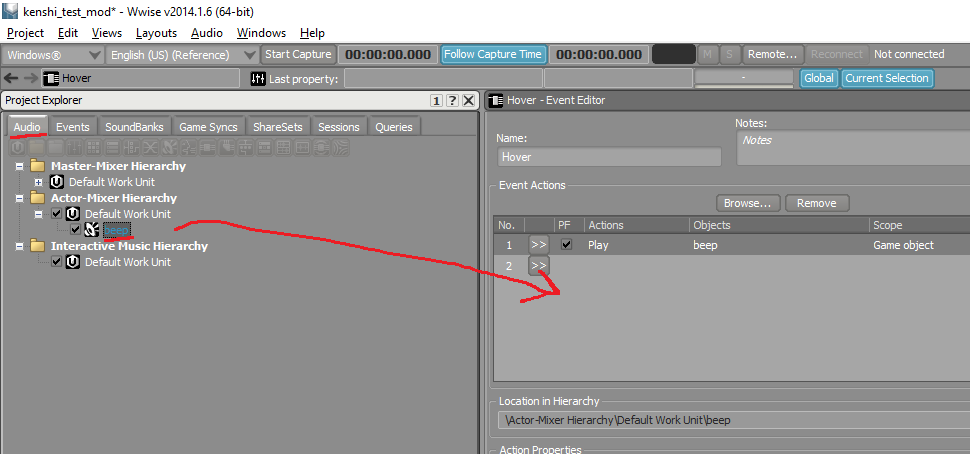 kenshi_test_mod* - Wwise v2014.1.6 (64-bit)
Project Edit Views Layouts Audio Windows Help
Windows® English (US) (Reference) Start Capture 00:00:00.000 Follow Capture Time 00:00:00.000 M S Remote... Reconnect Not connected
Hover Last property: - Global Current Selection
Project Explorer 1 ? X
Hover - Event Editor
Audio Events SoundBanks Game Syncs ShareSets Sessions Queries
Master-Mixer Hierarchy
Default Work Unit
Actor-Mixer Hierarchy
Default Work Unit
beep
Interactive Music Hierarchy
Default Work Unit
Name:
Hover
Notes:
Notes
Event Actions
Browse... Remove
No. PF Actions Objects Scope
1 >> Play beep Game object
2 >>
Location in Hierarchy
\Actor-Mixer Hierarchy\Default Work Unit\beep
Action Properties